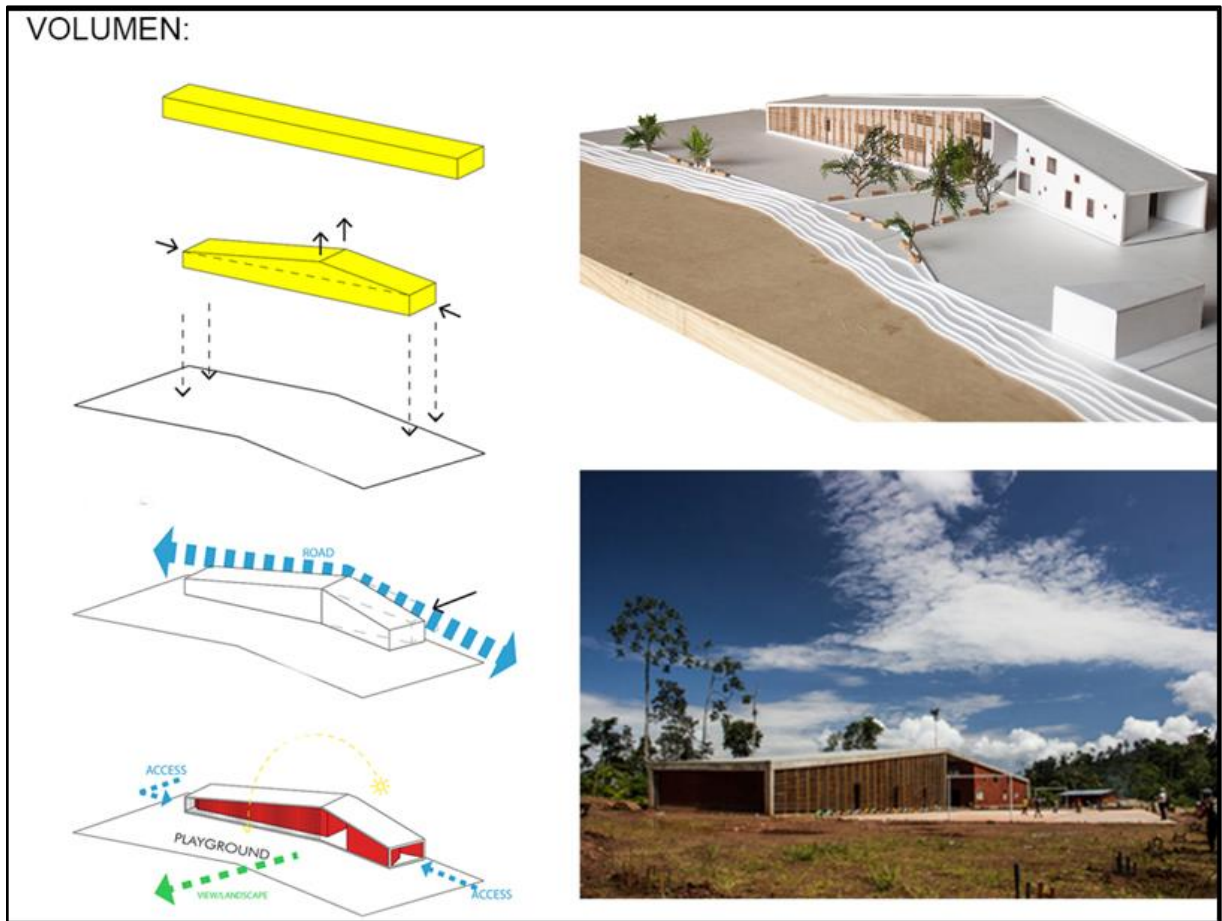 VOLUMEN:
ROAD
ACCESS
PLAYGROUND
VIEW/LANDSCAPE
ACCESS